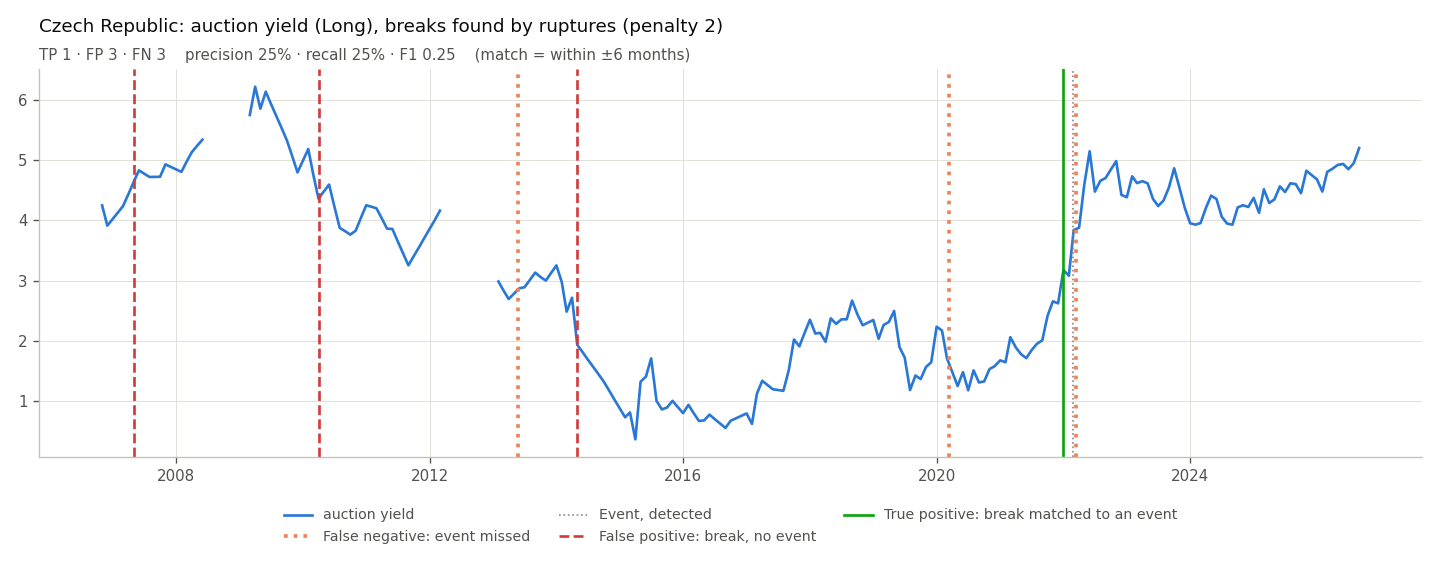 Czech Republic: auction yield (Long), breaks found by ruptures (penalty 2)
TP 1 · FP 3 · FN 3    precision 25% · recall 25% · F1 0.25    (match = within ±6 months)
6
5
4
3
2
1
2008
2012
2016
2020
2024
auction yield
Event, detected
True positive: break matched to an event
False negative: event missed
False positive: break, no event